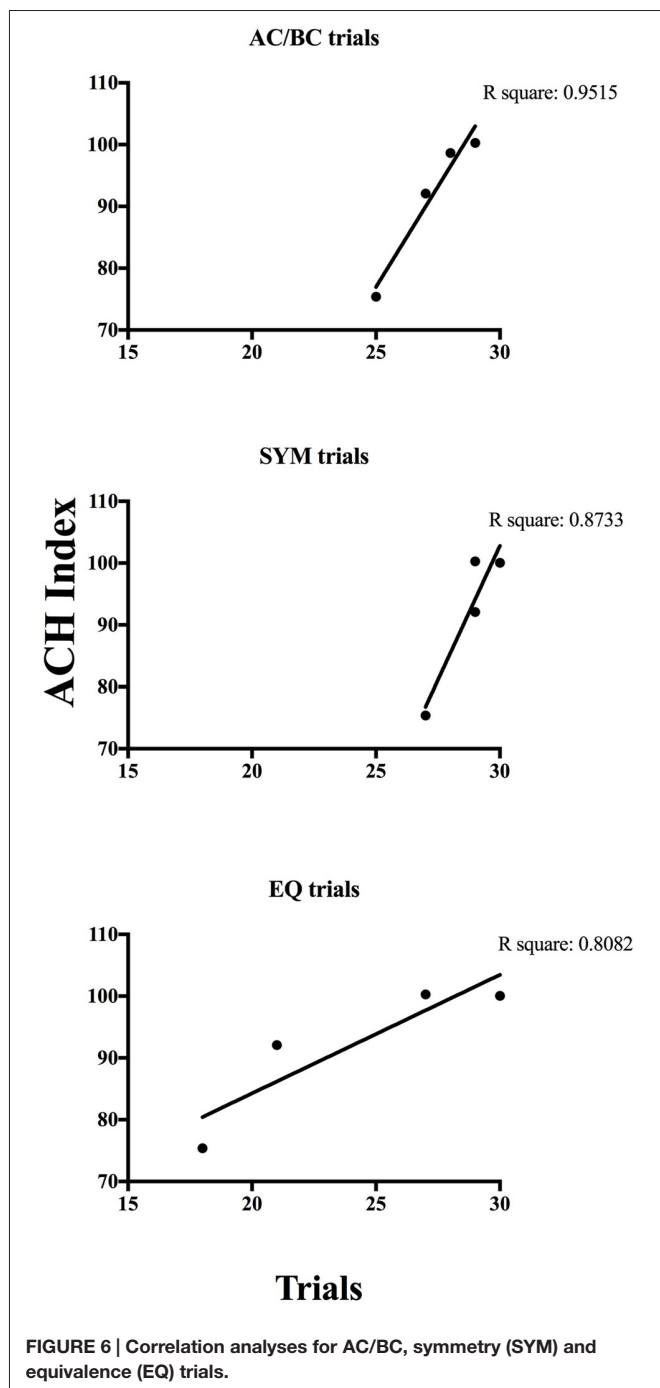 AC/BC trials
R square: 0.9515
110
100
90
80
70
15 20 25 30
SYM trials
R square: 0.8733
110
100
90
80
70
15 20 25 30
ACH Index
EQ trials
R square: 0.8082
110
100
90
80
70
15 20 25 30
Trials
FIGURE 6 | Correlation analyses for AC/BC, symmetry (SYM) and
equivalence (EQ) trials.